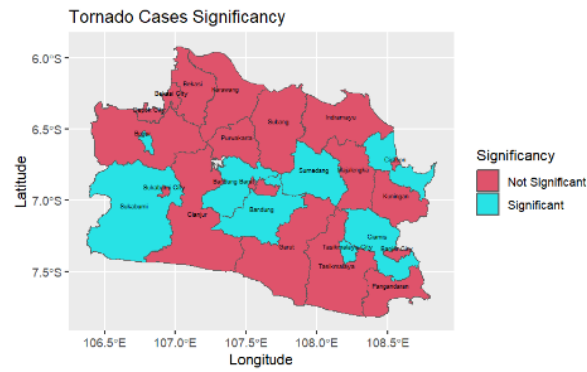 Tornado Cases Significancy
6.0°S
6.5°S
7.0°S
7.5°S
Latitude
Bekasi
Karawang
Bekasi City
Depok City
Bogor
Purwakarta
Subang
Indramayu
Sukabumi City
Sukabumi
Cianjur
Bandung Barat
Bandung
Sumedang
Majalengka
Cirebon
Kuningan
Garut
Ciamis
Tasikmalaya City
Banjar City
Tasikmalaya
Pangandaran
106.5°E
107.0°E
107.5°E
108.0°E
108.5°E
Longitude
Significancy
Not Significant
Significant